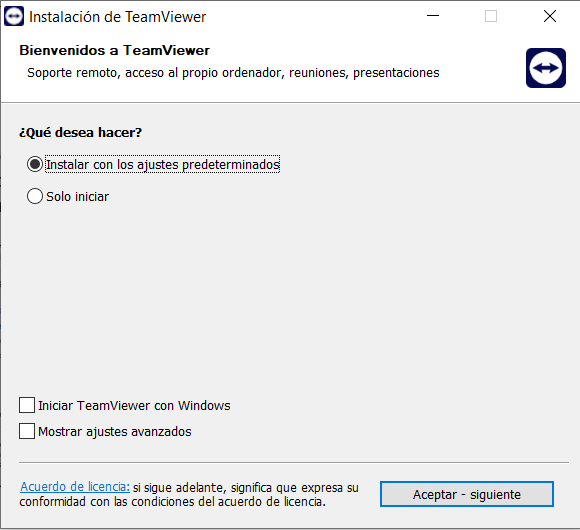 Instalación de TeamViewer
Bienvenidos a TeamViewer
Soporte remoto, acceso al propio ordenador, reuniones, presentaciones
¿Qué desea hacer?
Instalar con los ajustes predeterminados
Solo iniciar
Iniciar TeamViewer con Windows
Mostrar ajustes avanzados
Acuerdo de licencia: si sigue adelante, significa que expresa su
conformidad con las condiciones del acuerdo de licencia.
Aceptar - siguiente